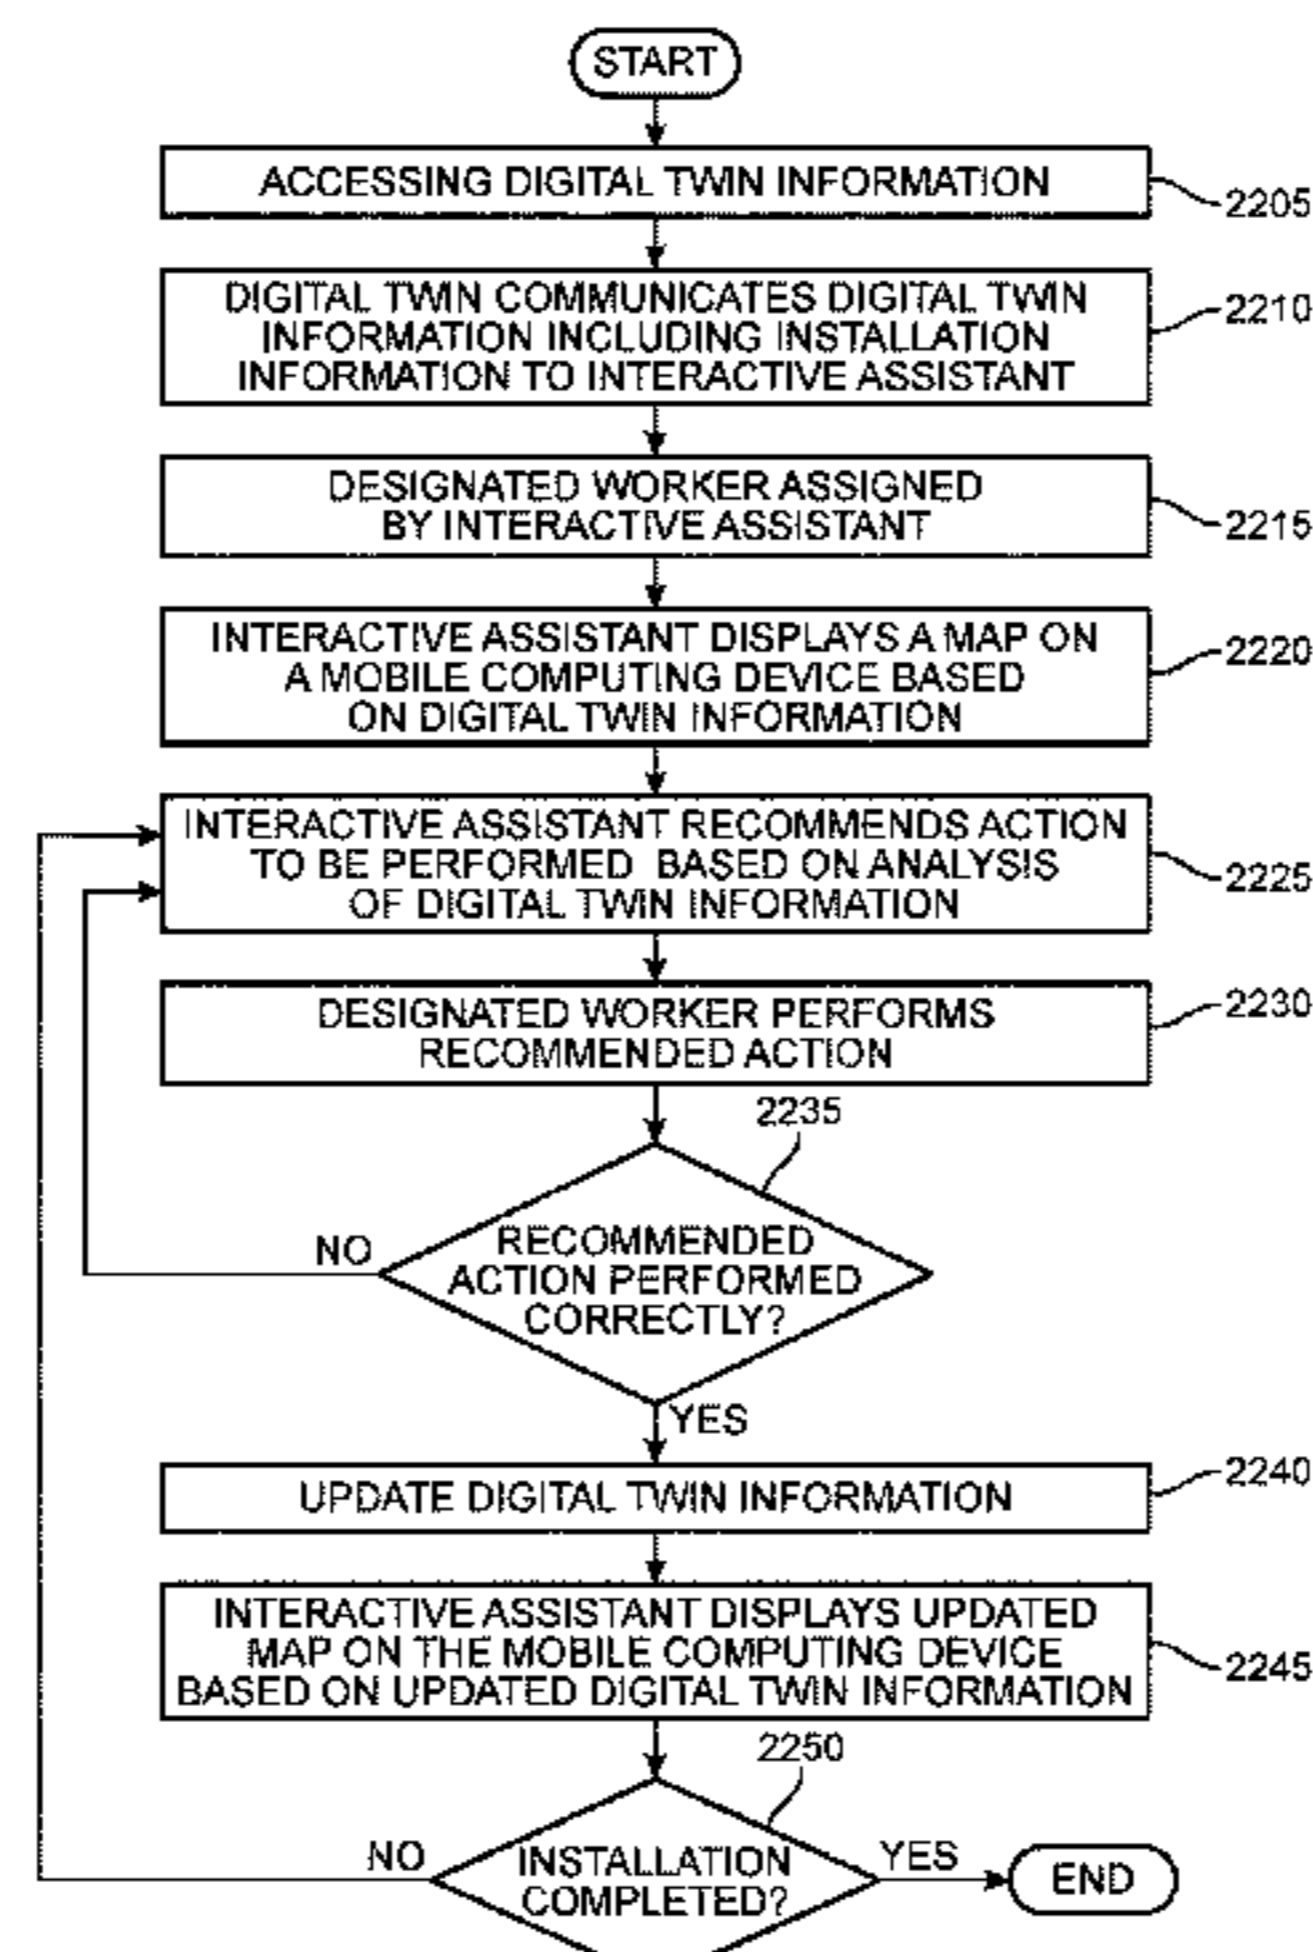 START
ACCESSING DIGITAL TWIN INFORMATION
2205
DIGITAL TWIN COMMUNICATES DIGITAL TWIN
INFORMATION INCLUDING INSTALLATION
INFORMATION TO INTERACTIVE ASSISTANT
2210
DESIGNATED WORKER ASSIGNED
BY INTERACTIVE ASSISTANT
2215
INTERACTIVE ASSISTANT DISPLAYS A MAP ON
A MOBILE COMPUTING DEVICE BASED
ON DIGITAL TWIN INFORMATION
2220
INTERACTIVE ASSISTANT RECOMMENDS ACTION
TO BE PERFORMED BASED ON ANALYSIS
OF DIGITAL TWIN INFORMATION
2225
DESIGNATED WORKER PERFORMS
RECOMMENDED ACTION
2230
2235
RECOMMENDED
ACTION PERFORMED
CORRECTLY?
NO
YES
UPDATE DIGITAL TWIN INFORMATION
2240
INTERACTIVE ASSISTANT DISPLAYS UPDATED
MAP ON THE MOBILE COMPUTING DEVICE
BASED ON UPDATED DIGITAL TWIN INFORMATION
2245
2250
NO
INSTALLATION
COMPLETED?
YES
END